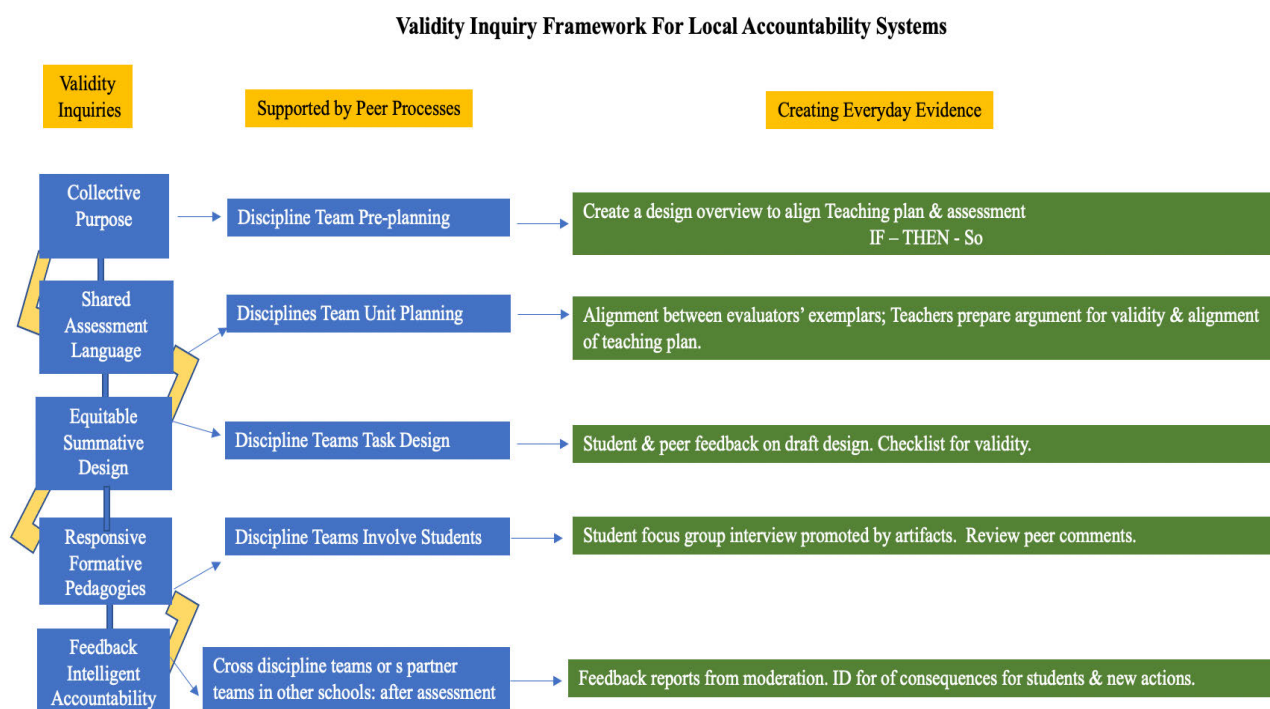 Validity Inquiry Framework For Local Accountability Systems
Validity
Inquiries
Supported by Peer Processes
Creating Everyday Evidence
Collective
Purpose
Discipline Team Pre-planning
Create a design overview to align Teaching plan & assessment
IF – THEN - So
Shared
Assessment
Language
Disciplines Team Unit Planning
Alignment between evaluators’ exemplars; Teachers prepare argument for validity & alignment
of teaching plan.
Equitable
Summative
Design
Discipline Teams Task Design
Student & peer feedback on draft design. Checklist for validity.
Responsive
Formative
Pedagogies
Discipline Teams Involve Students
Student focus group interview promoted by artifacts. Review peer comments.
Feedback
Intelligent
Accountability
Cross discipline teams or s partner
teams in other schools: after assessment
Feedback reports from moderation. ID for of consequences for students & new actions.